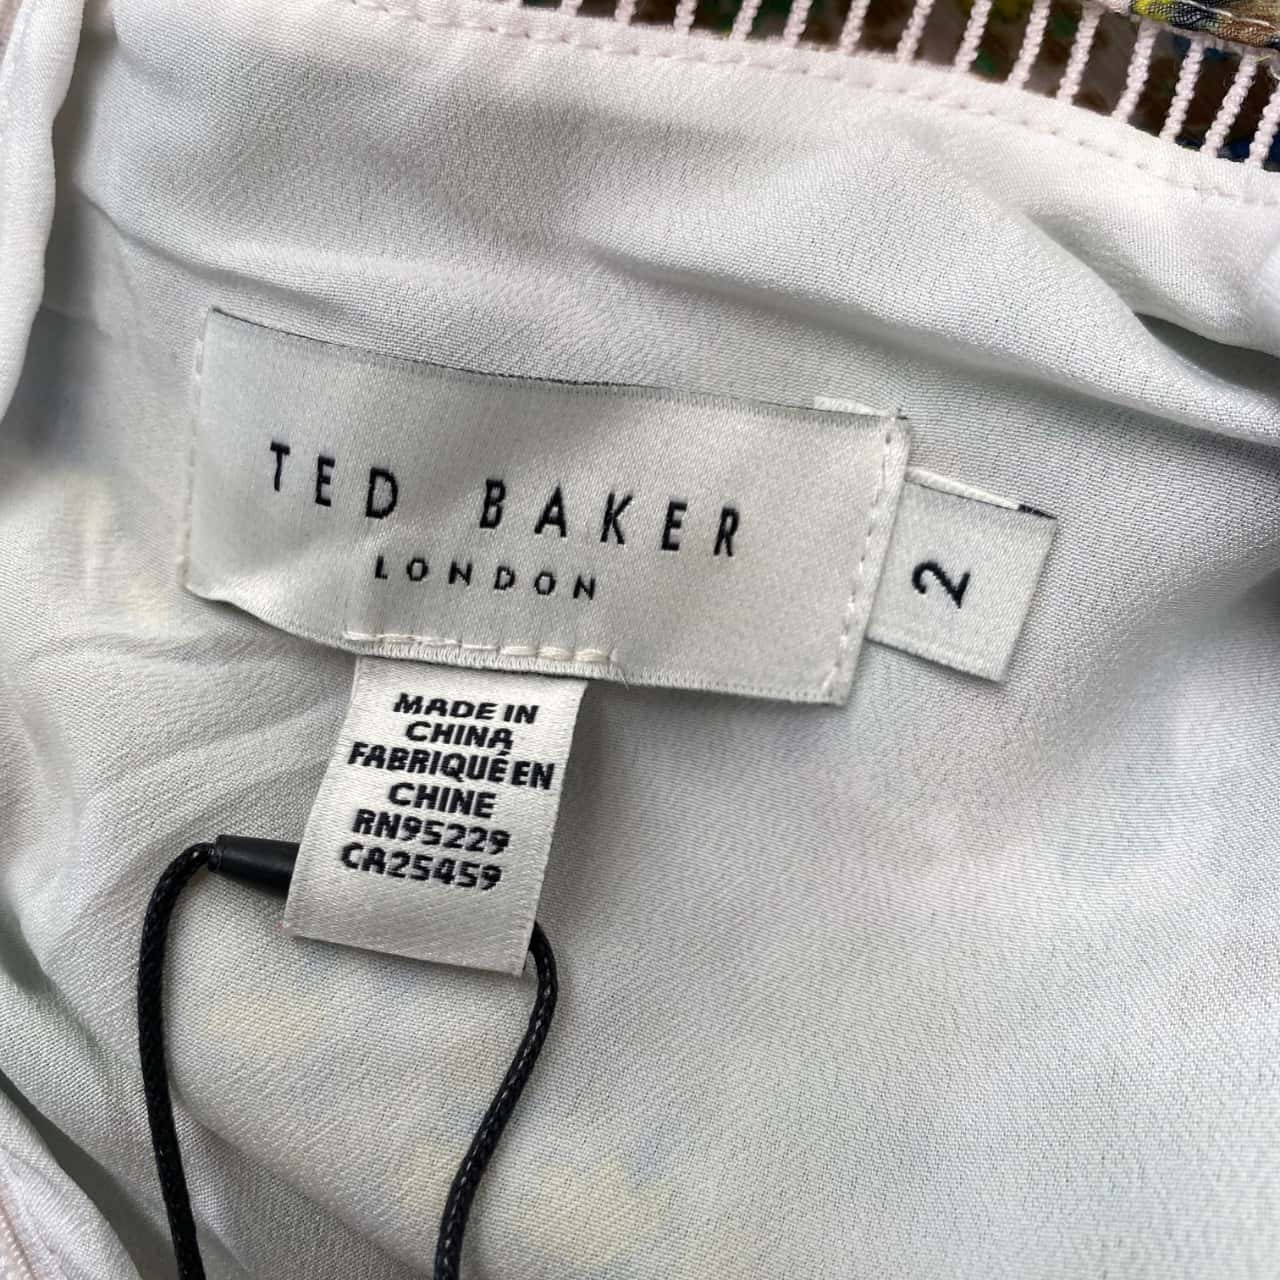 TED BAKER
LONDON
2
MADE IN
CHINA
FABRIQUÉ EN
CHINE
RN95229
CA25459